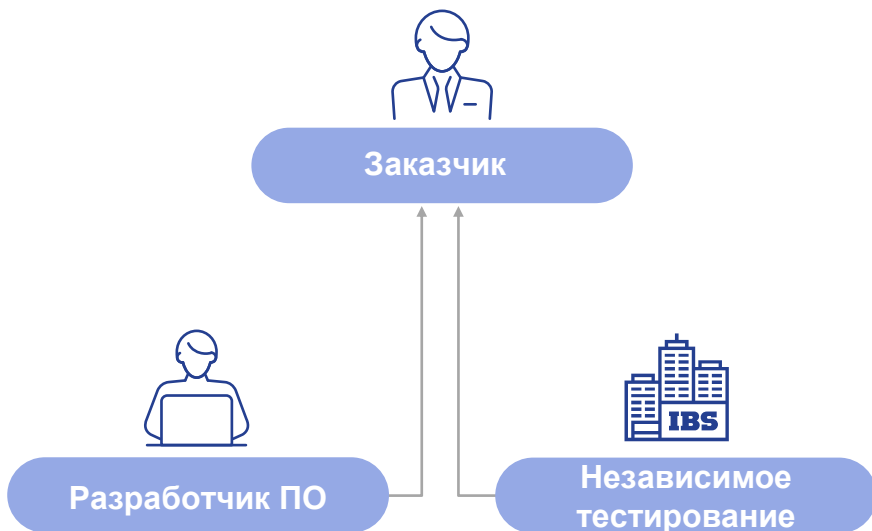 Заказчик
IBS
Разработчик ПО
Независимое
тестирование